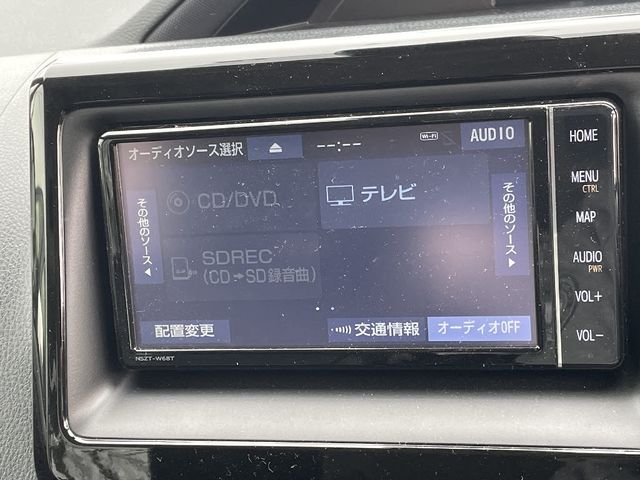 オーディオソース選択
--:--
Wi-Fi
AUDIO
その他のソース
CD/DVD
テレビ
その他のソース
SDREC
(CD→SD録音曲)
配置変更
交通情報
オーディオOFF
NSZT-W68T
HOME
MENU
CTRL
MAP
AUDIO
PWR
VOL+
VOL-